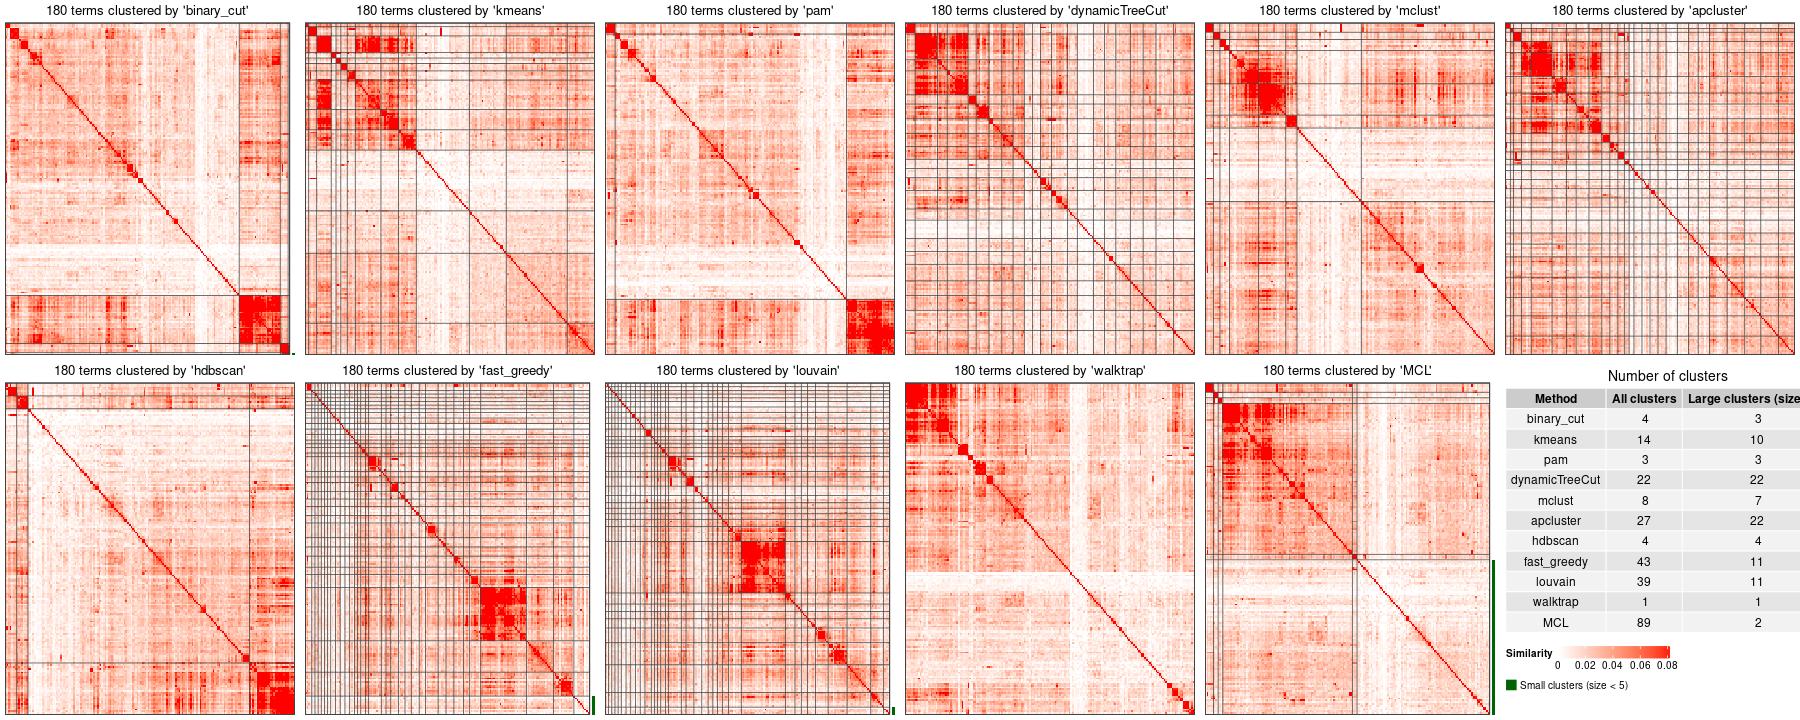 180 terms clustered by 'binary_cut'
180 terms clustered by 'kmeans'
180 terms clustered by 'pam'
180 terms clustered by 'dynamicTreeCut'
180 terms clustered by 'mclust'
180 terms clustered by 'apcluster'
180 terms clustered by 'hdbscan'
180 terms clustered by 'fast_greedy'
180 terms clustered by 'louvain'
180 terms clustered by 'walktrap'
180 terms clustered by 'MCL'
Number of clusters
Method All clusters Large clusters (size
binary_cut 4 3
kmeans 14 10
pam 3 3
dynamicTreeCut 22 22
mclust 8 7
apcluster 27 22
hdbscan 4 4
fast_greedy 43 11
louvain 39 11
walktrap 1 1
MCL 89 2
Similarity
0 0.02 0.04 0.06 0.08
Small clusters (size < 5)